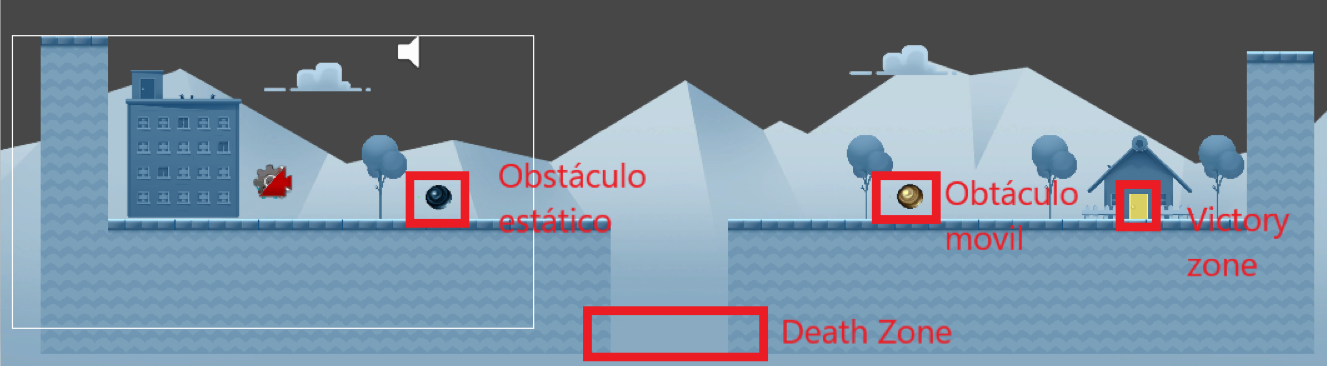 Obstáculo
estático
Obtáculo
movil
Victory
zone
Death Zone